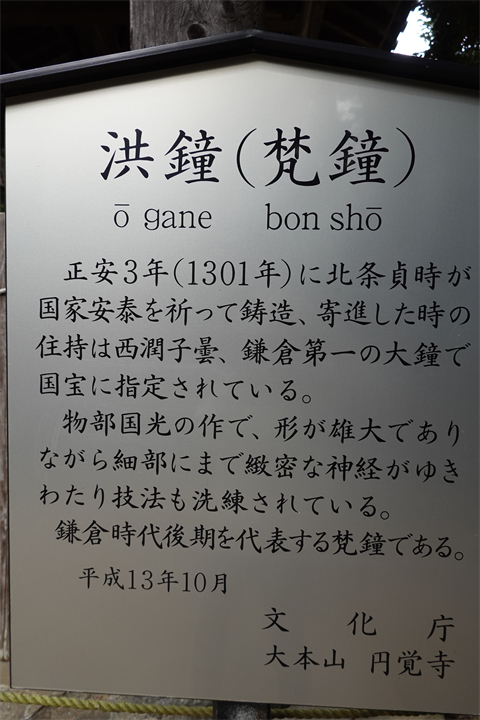 洪鐘(梵鐘)
ō gane bon shō
正安3年(1301年)に北条貞時が
国家安泰を祈って鋳造、寄進した時の
住持は西澗子曇、鎌倉第一の大鐘で
国宝に指定されている。
物部国光の作で、形が雄大であり
ながら細部にまで緻密な神経がゆき
わたり技法も洗練されている。
鎌倉時代後期を代表する梵鐘である。
平成13年10月
文化庁
大本山 円覚寺